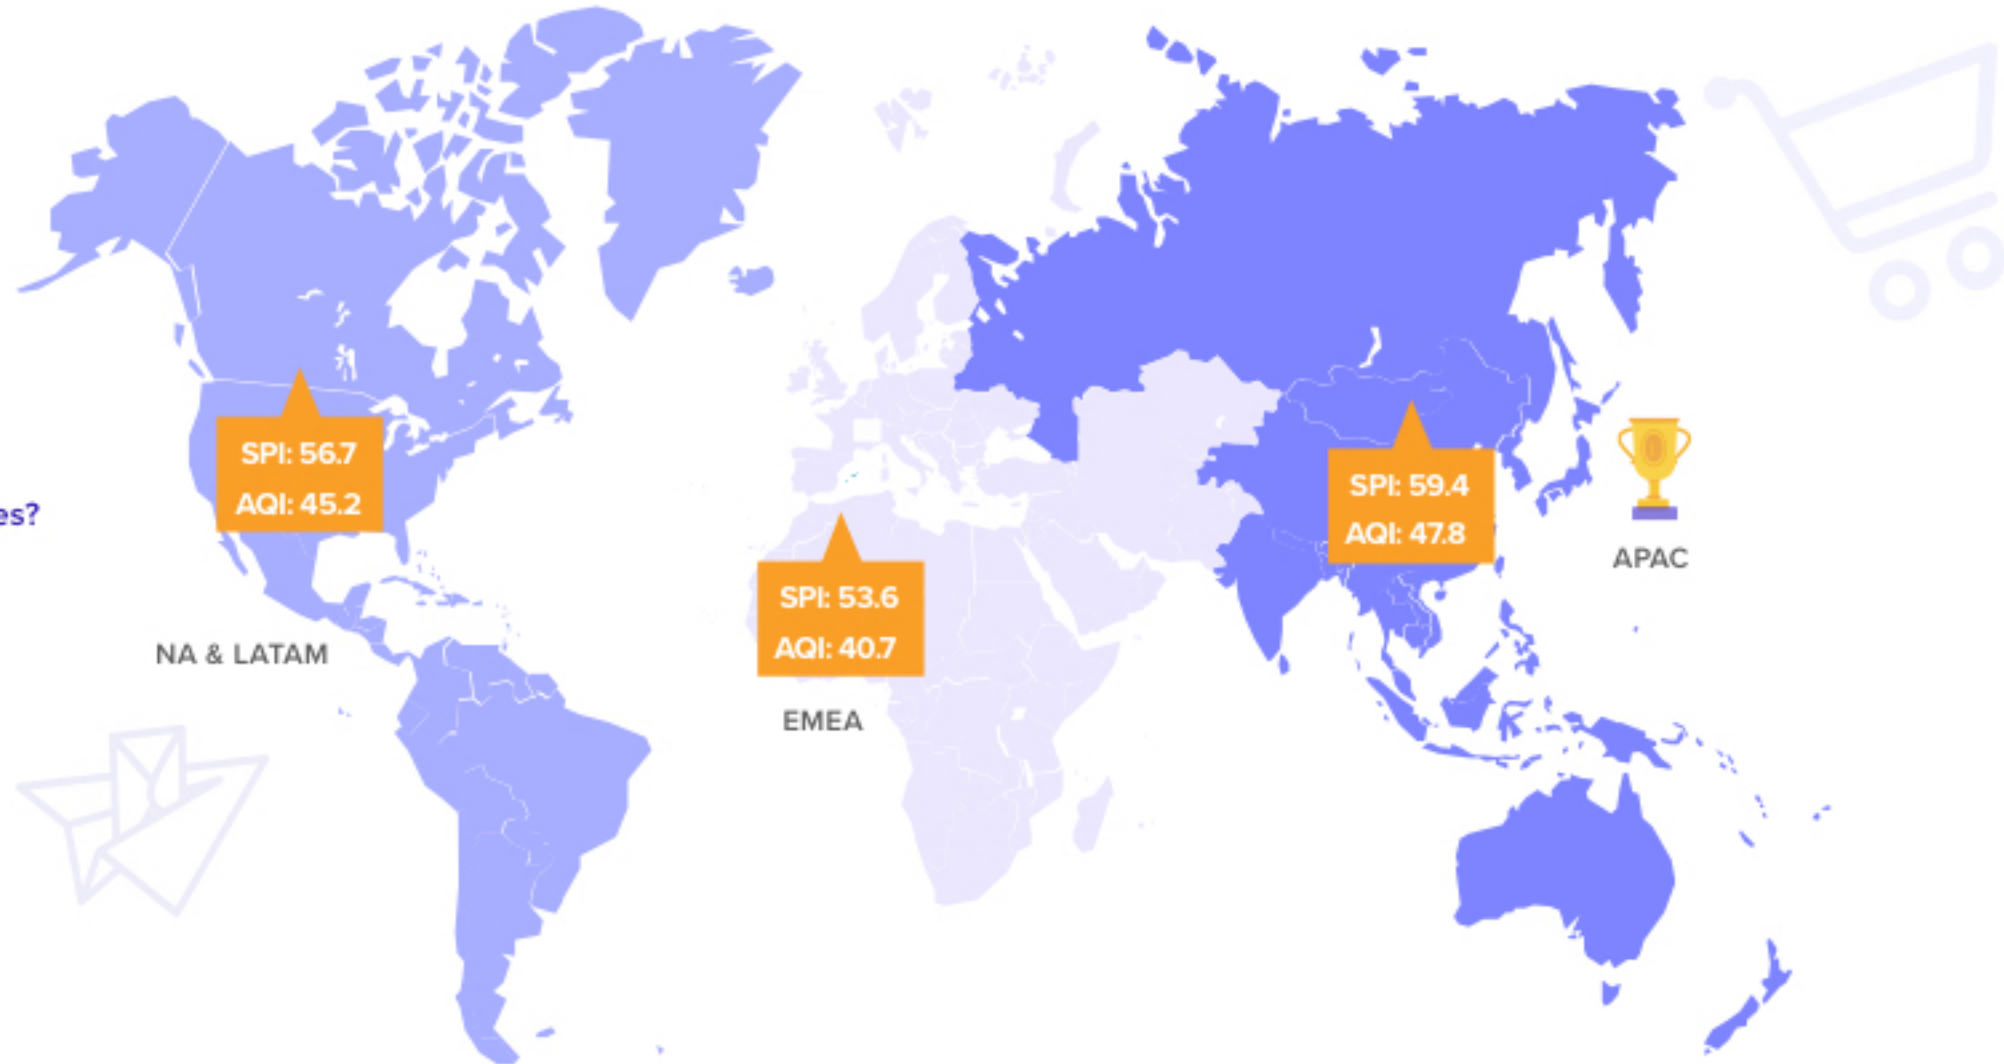 SPI: 56.7
AQI: 45.2
NA & LATAM
es?
SPI: 53.6
AQI: 40.7
EMEA
SPI: 59.4
AQI: 47.8
APAC